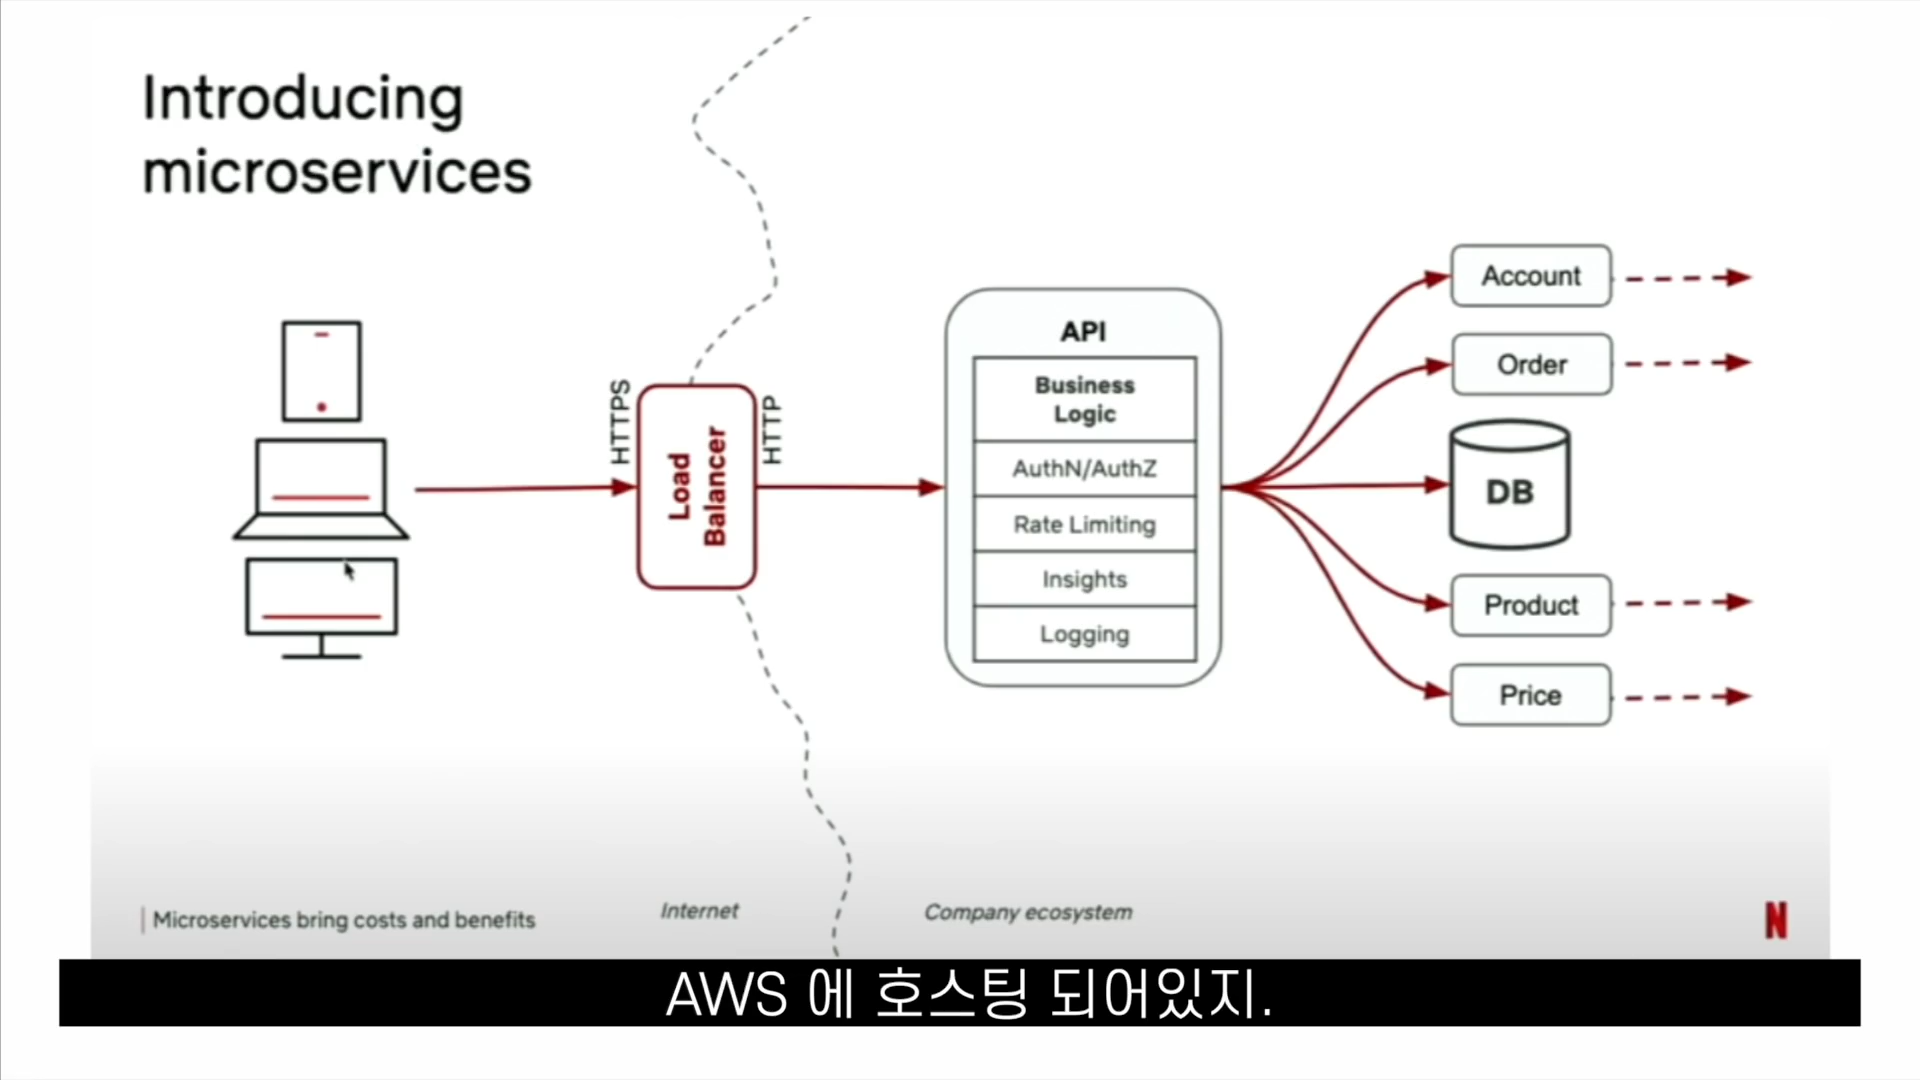 Introducing
microservices
HTTPS
Load
Balancer
HTTP
API
Business
Logic
AuthN/AuthZ
Rate Limiting
Insights
Logging
Account
Order
DB
Product
Price
Microservices bring costs and benefits
Internet
Company ecosystem
N
AWS 에 호스팅 되어있지.